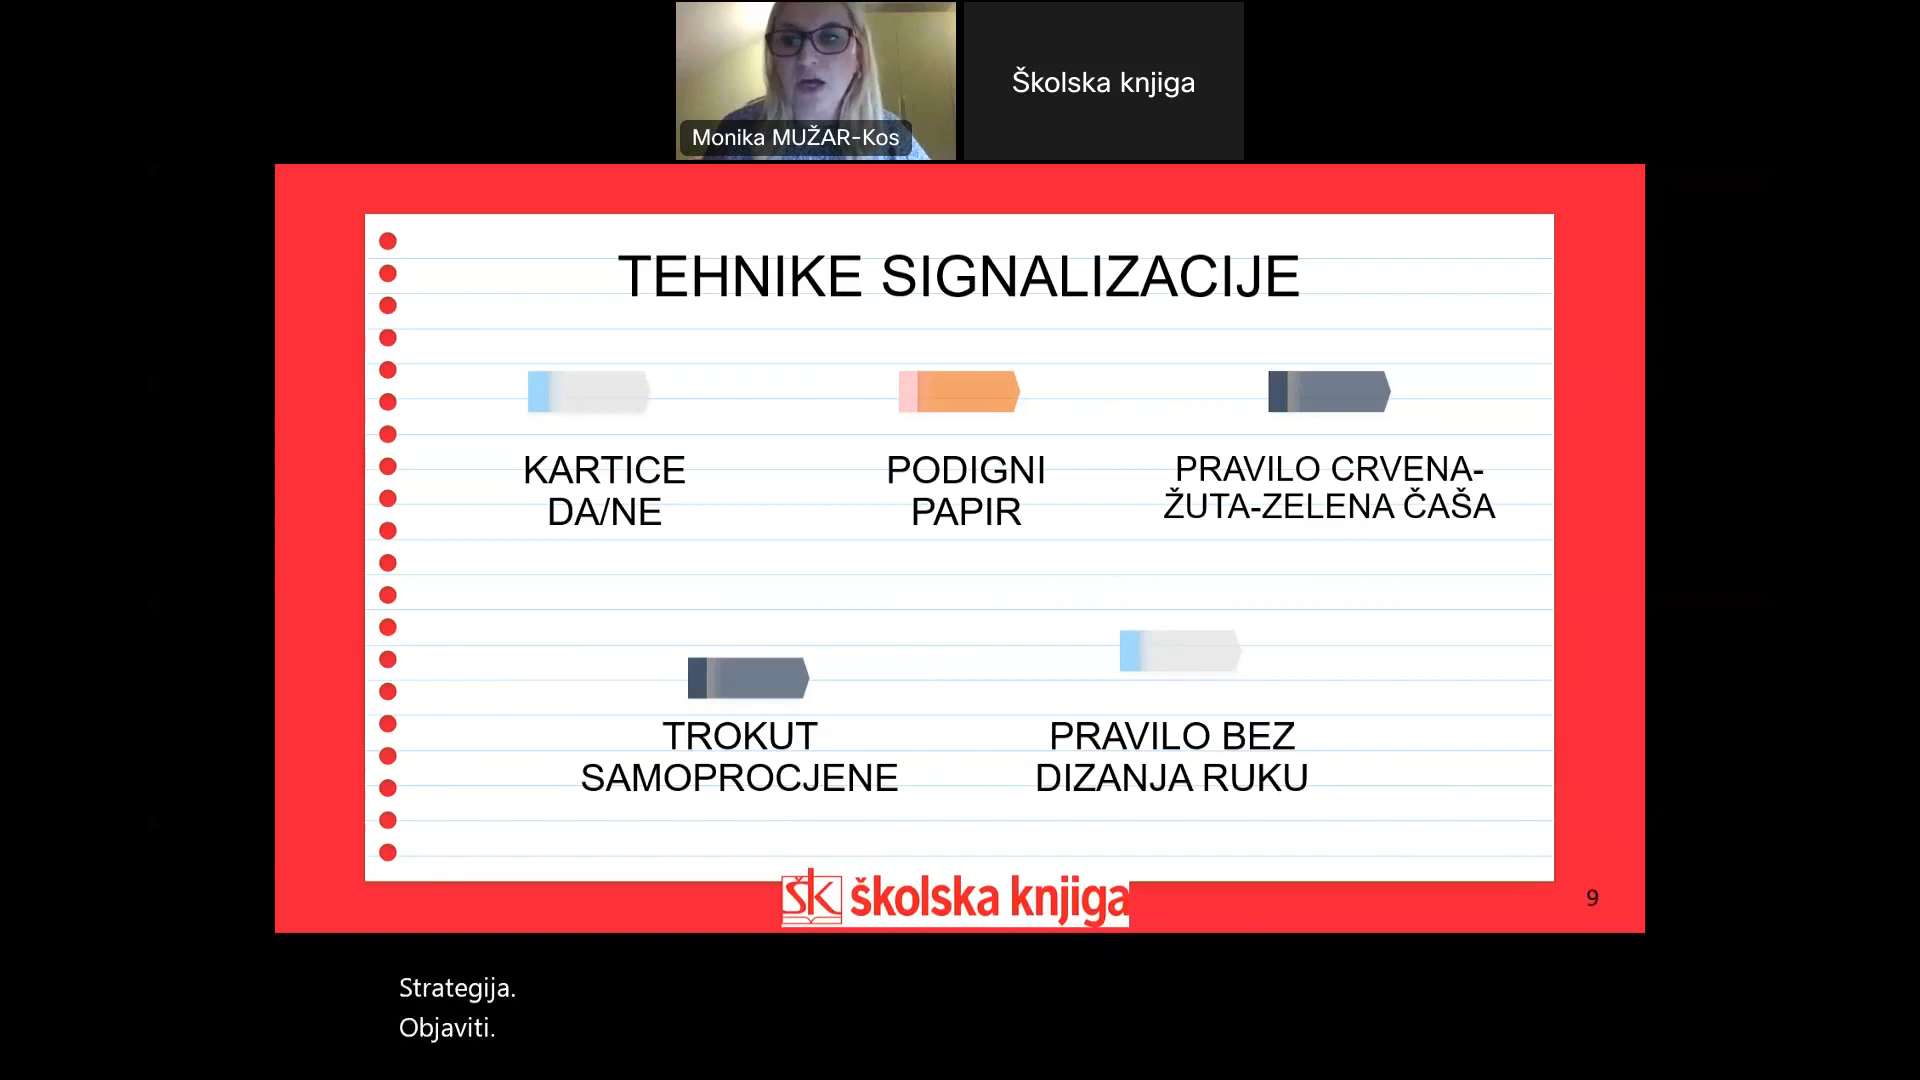 Školska knjiga
Monika MUŽAR-Kos
TEHNIKE SIGNALIZACIJE
KARTICE
DA/NE
PODIGNI
PAPIR
PRAVILO CRVENA-
ŽUTA-ZELENA ČAŠA
TROKUT
SAMOPROCJENE
PRAVILO BEZ
DIZANJA RUKU
ŠK školska knjiga
9
Strategija.
Objaviti.